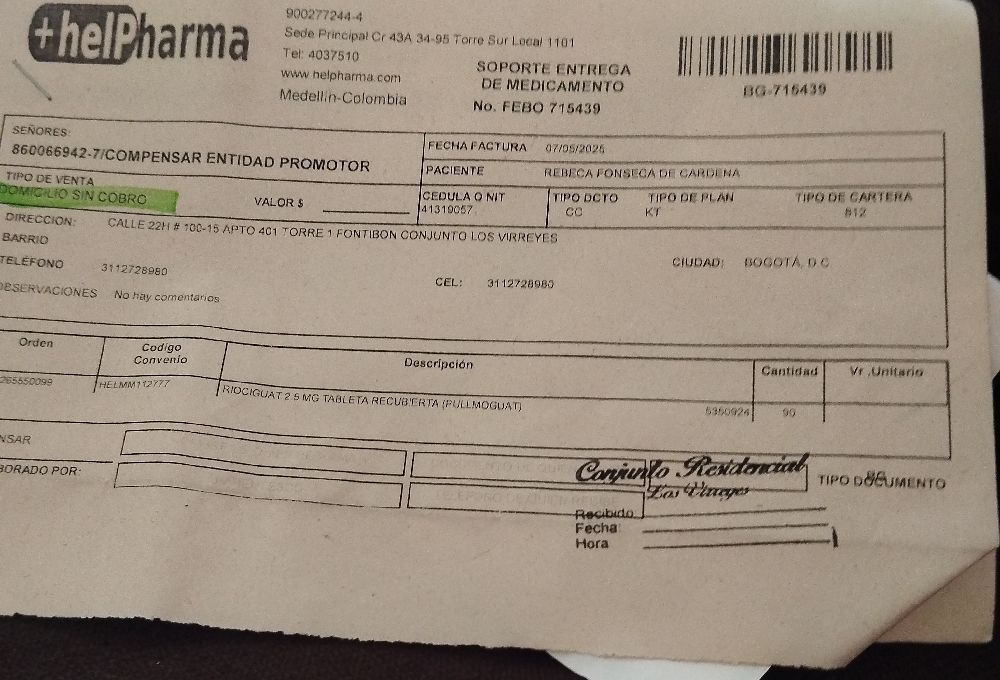 +helPharma
900277244-4
Sede Principal Cr 43A 34-95 Torre Sur Local 1101
Tel: 4037510
www.helpharma.com
Medellín-Colombia
SOPORTE ENTREGA
DE MEDICAMENTO
No. FEBO 715439
BG-715439
SEÑORES:
860066942-7/COMPENSAR ENTIDAD PROMOTOR
FECHA FACTURA 07/05/2025
PACIENTE REBECA FONSECA DE CARDENA
TIPO DE VENTA
DOMICILIO SIN COBRO
VALOR $
CEDULA O NIT
41319057
TIPO DCTO
CC
TIPO DE PLAN
KT
TIPO DE CARTERA
812
DIRECCION: CALLE 22H # 100-15 APTO 401 TORRE 1 FONTIBON CONJUNTO LOS VIRREYES
BARRIO
CIUDAD: BOGOTÁ, D.C
TELÉFONO 3112728980
CEL: 3112728980
OBSERVACIONES No hay comentarios
Orden
Codigo
Convenio
Descripción
Cantidad
Vr .Unitario
265550099
HELMM112777
RIOCIGUAT 2.5 MG TABLETA RECUBIERTA (PULLMOGUAT)
5350924
90
NSAR
BORADO POR:
Conjunto Residencial
Los Virreyes
TIPO DOCUMENTO
Recibido
Fecha
Hora